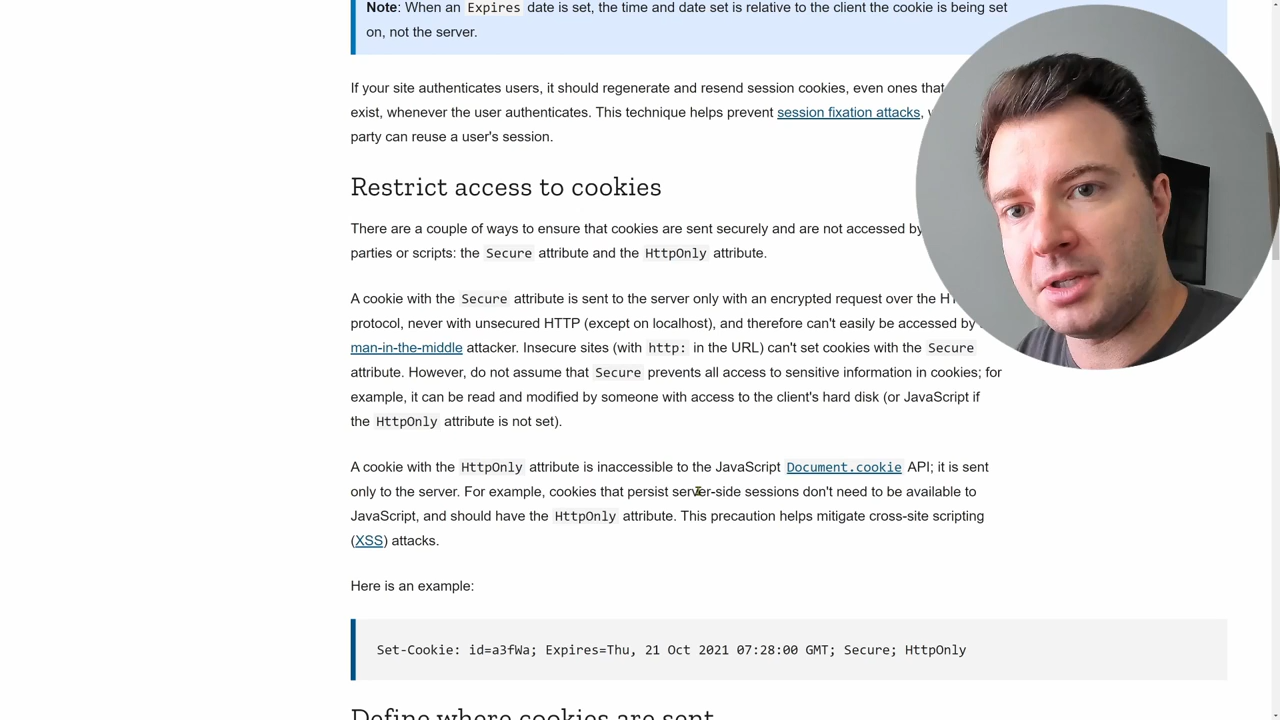 Note: When an Expires date is set, the time and date set is relative to the client the cookie is being set
on, not the server.
If your site authenticates users, it should regenerate and resend session cookies, even ones that
exist, whenever the user authenticates. This technique helps prevent session fixation attacks,
party can reuse a user's session.
Restrict access to cookies
There are a couple of ways to ensure that cookies are sent securely and are not accessed by
parties or scripts: the Secure attribute and the HttpOnly attribute.
A cookie with the Secure attribute is sent to the server only with an encrypted request over the
protocol, never with unsecured HTTP (except on localhost), and therefore can't easily be accessed by
man-in-the-middle attacker. Insecure sites (with http: in the URL) can't set cookies with the Secure
attribute. However, do not assume that Secure prevents all access to sensitive information in cookies; for
example, it can be read and modified by someone with access to the client's hard disk (or JavaScript if
the HttpOnly attribute is not set).
A cookie with the HttpOnly attribute is inaccessible to the JavaScript Document.cookie API; it is sent
only to the server. For example, cookies that persist server-side sessions don't need to be available to
JavaScript, and should have the HttpOnly attribute. This precaution helps mitigate cross-site scripting
(XSS) attacks.
Here is an example:
Set-Cookie: id=a3fWa; Expires=Thu, 21 Oct 2021 07:28:00 GMT; Secure; HttpOnly
Define where cookies are sent